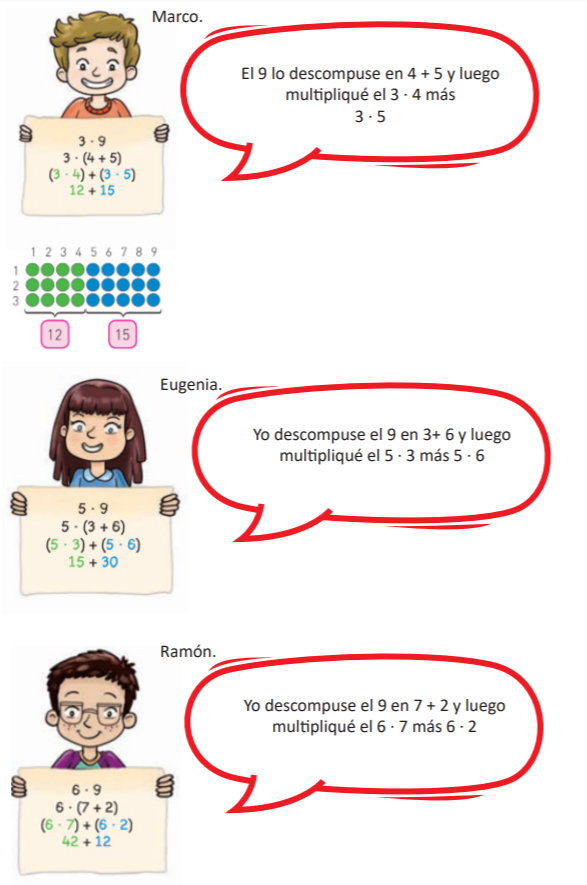 Marco.
El 9 lo descompuse en 4 + 5 y luego
multipliqué el 3 · 4 más
3 · 5
3 · 9
3 · (4 + 5)
(3 · 4) + (3 · 5)
12 + 15
1 2 3 4 5 6 7 8 9
1
2
3
12 15
Eugenia.
Yo descompuse el 9 en 3+ 6 y luego
multipliqué el 5 · 3 más 5 · 6
5 · 9
5 · (3 + 6)
(5 · 3) + (5 · 6)
15 + 30
Ramón.
Yo descompuse el 9 en 7 + 2 y luego
multipliqué el 6 · 7 más 6 · 2
6 · 9
6 · (7 + 2)
(6 · 7) + (6 · 2)
42 + 12